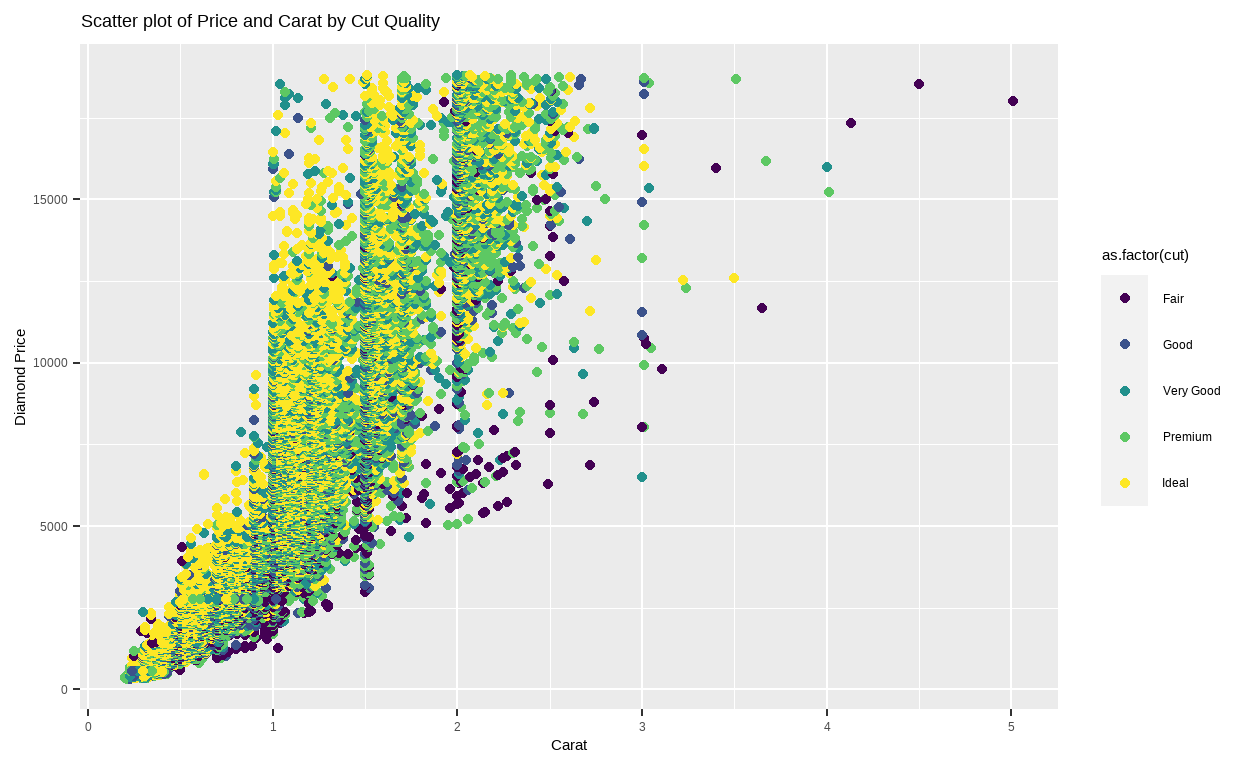 Scatter plot of Price and Carat by Cut Quality
Diamond Price
15000
10000
5000
0
0 1 2 3 4 5
Carat
as.factor(cut)
Fair
Good
Very Good
Premium
Ideal